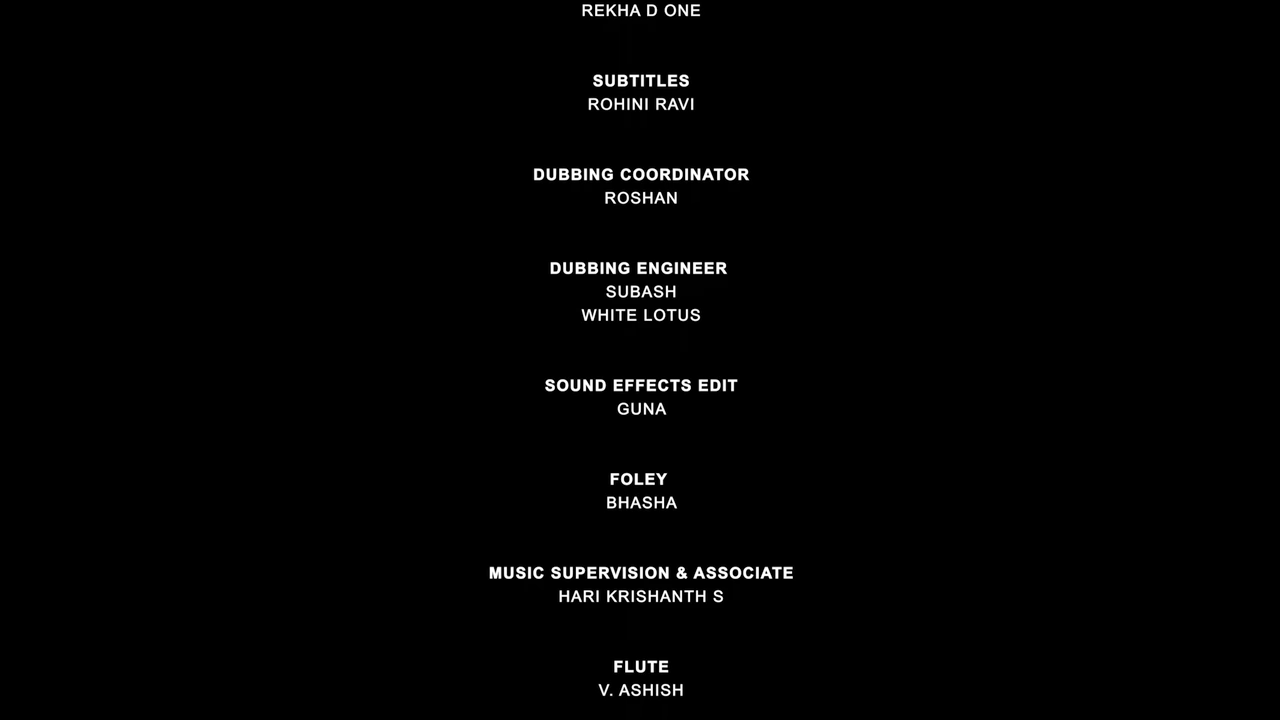 REKHA D ONE
SUBTITLES
ROHINI RAVI
DUBBING COORDINATOR
ROSHAN
DUBBING ENGINEER
SUBASH
WHITE LOTUS
SOUND EFFECTS EDIT
GUNA
FOLEY
BHASHA
MUSIC SUPERVISION & ASSOCIATE
HARI KRISHANTH S
FLUTE
V. ASHISH